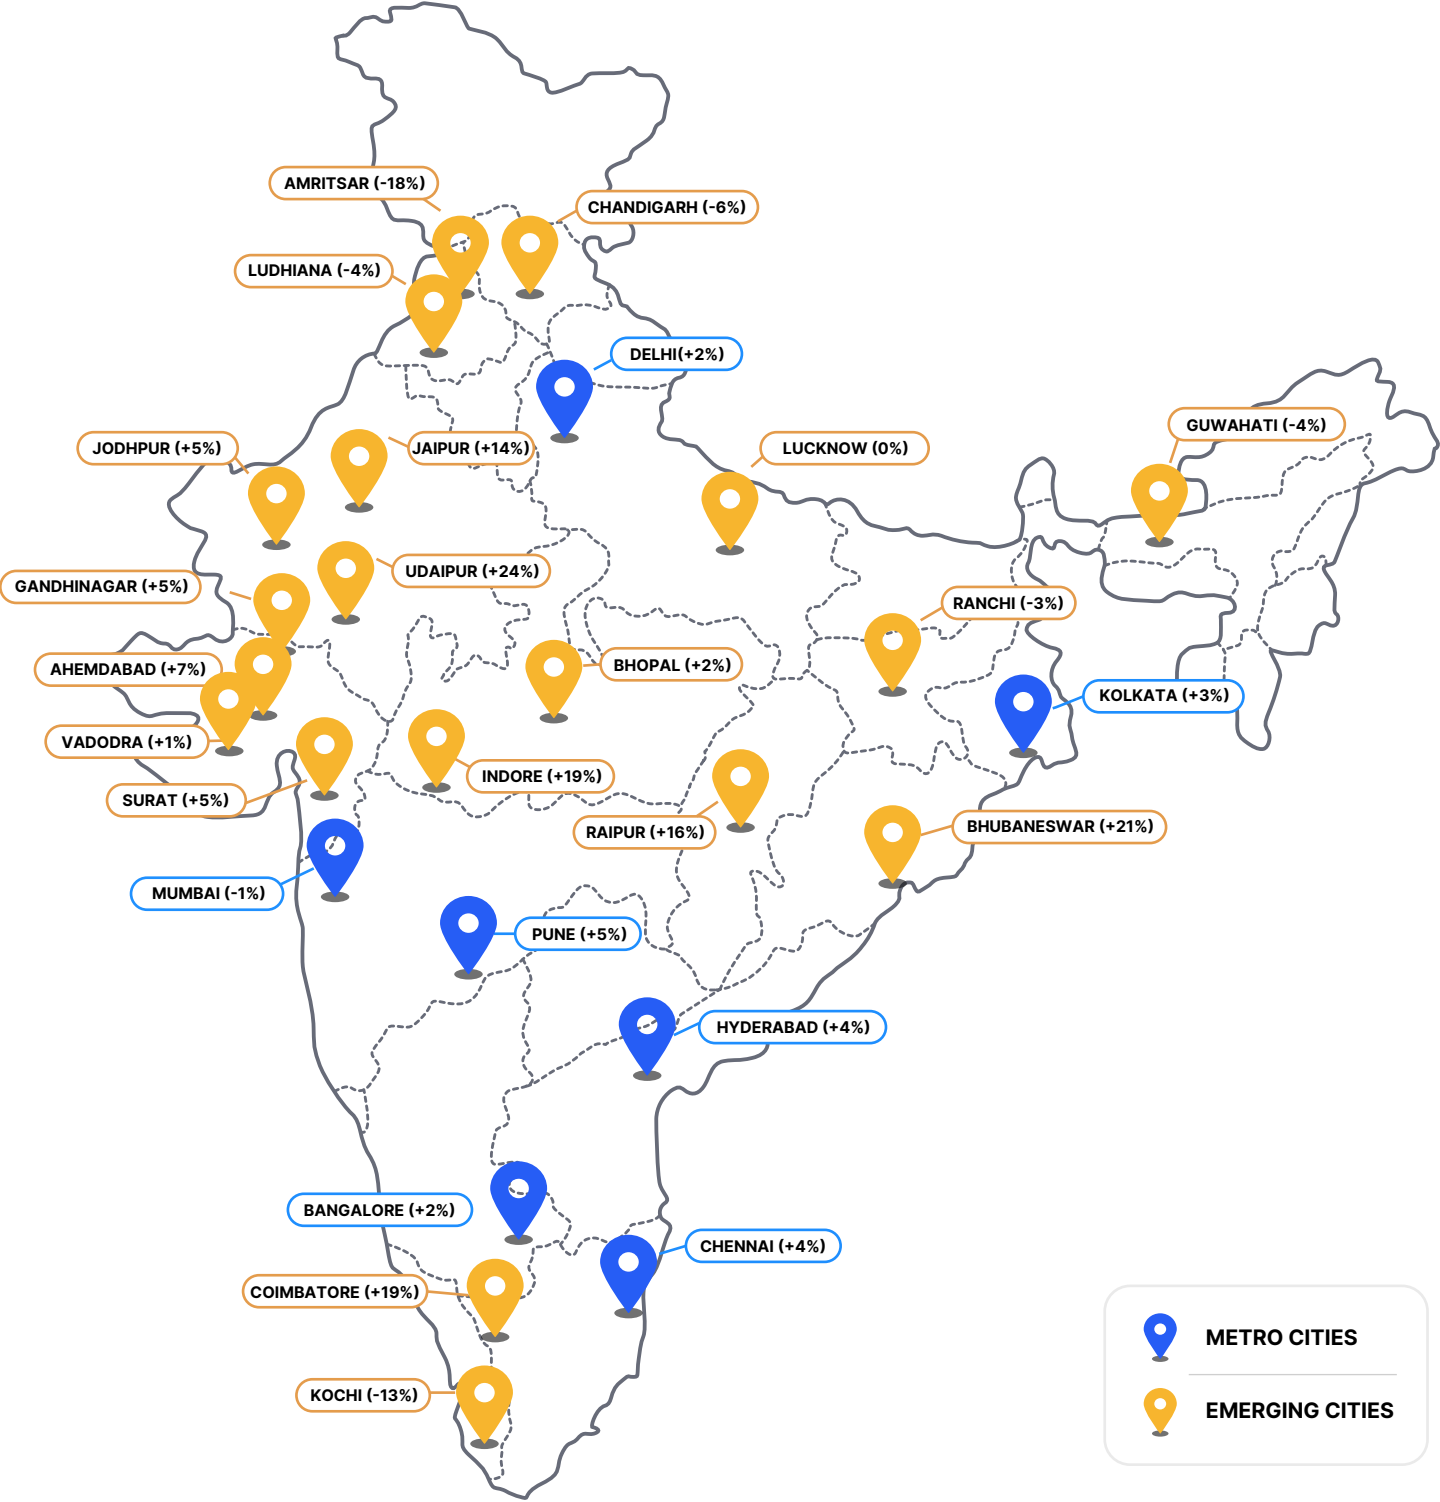 AMRITSAR (-18%)
CHANDIGARH (-6%)
LUDHIANA (-4%)
DELHI(+2%)
GUWAHATI (-4%)
JODHPUR (+5%)
JAIPUR (+14%)
LUCKNOW (0%)
UDAIPUR (+24%)
GANDHINAGAR (+5%)
RANCHI (-3%)
AHEMDABAD (+7%)
BHOPAL (+2%)
KOLKATA (+3%)
VADODRA (+1%)
INDORE (+19%)
SURAT (+5%)
RAIPUR (+16%)
BHUBANESWAR (+21%)
MUMBAI (-1%)
PUNE (+5%)
HYDERABAD (+4%)
BANGALORE (+2%)
CHENNAI (+4%)
COIMBATORE (+19%)
KOCHI (-13%)
METRO CITIES
EMERGING CITIES